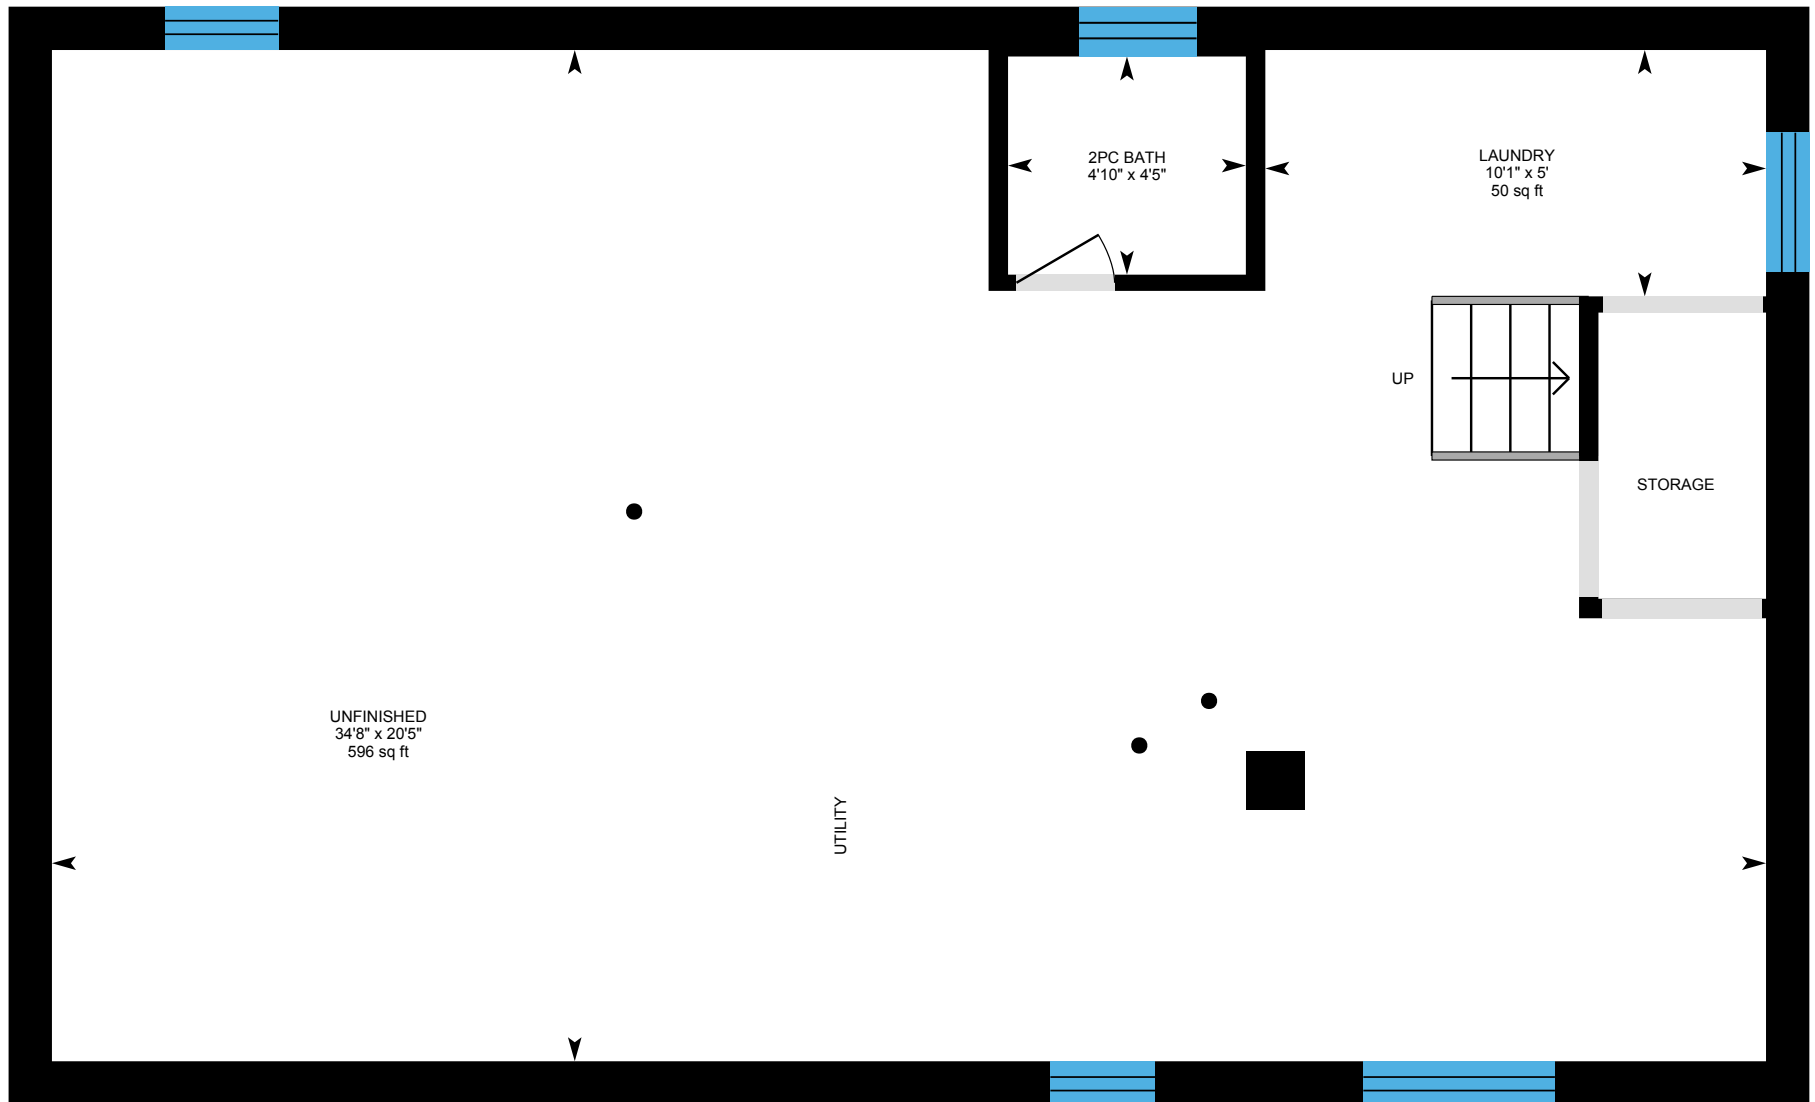 2PC BATH
4'10" x 4'5"
LAUNDRY
10'1" x 5'
50 sq ft
UP
STORAGE
UNFINISHED
34'8" x 20'5"
596 sq ft
UTILITY